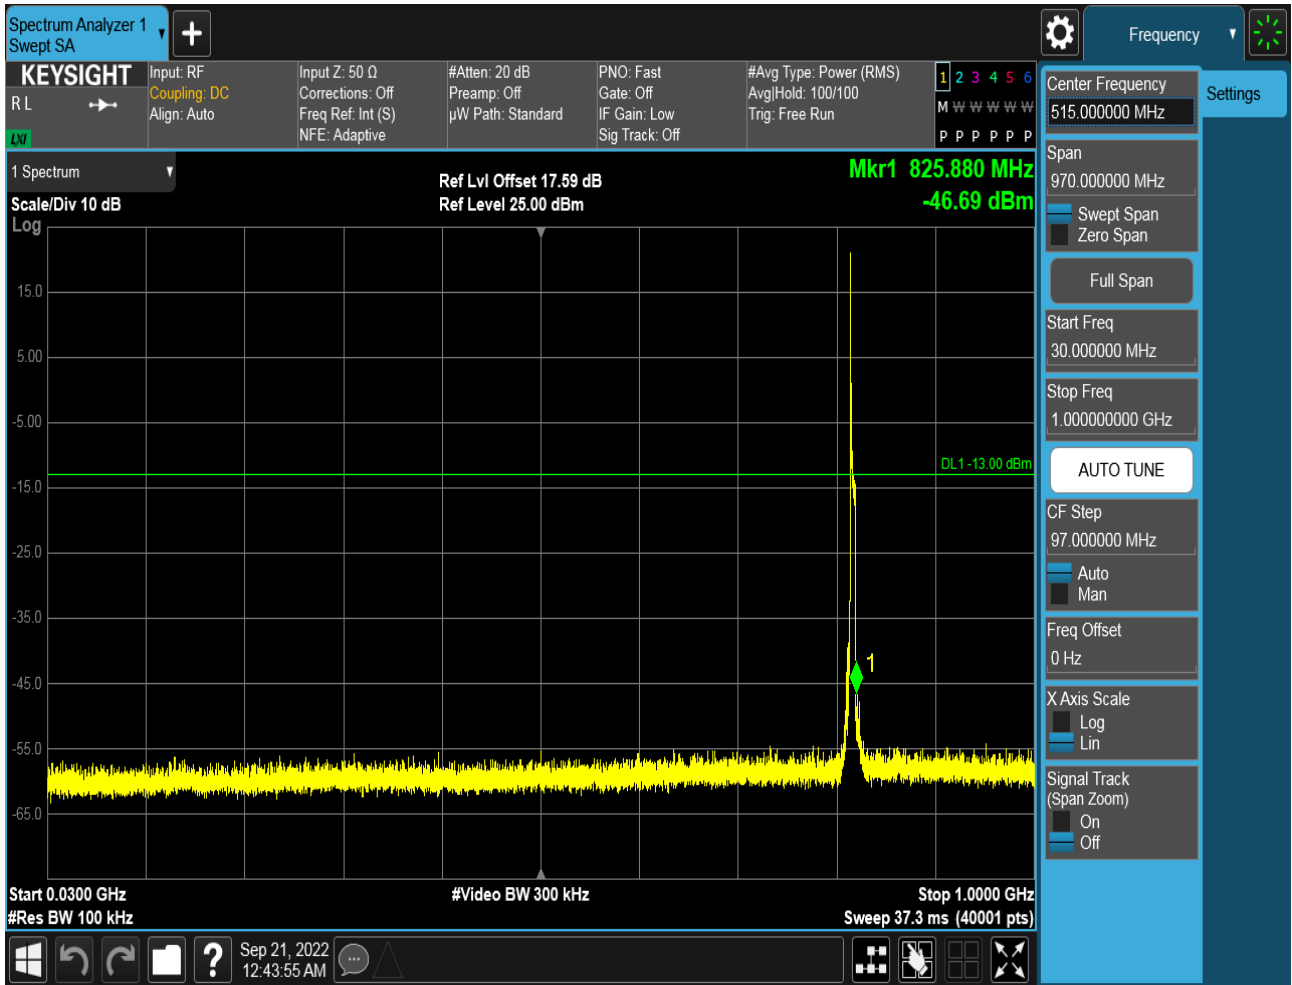 Spectrum Analyzer 1
Swept SA
Frequency
KEYSIGHT
R L
LXI
Input: RF
Coupling: DC
Align: Auto
Input Z: 50 Ω
Corrections: Off
Freq Ref: Int (S)
NFE: Adaptive
#Atten: 20 dB
Preamp: Off
µW Path: Standard
PNO: Fast
Gate: Off
IF Gain: Low
Sig Track: Off
#Avg Type: Power (RMS)
Avg|Hold: 100/100
Trig: Free Run
1 2 3 4 5 6
M W W W W W
P P P P P P
1 Spectrum
Scale/Div 10 dB
Log
Ref Lvl Offset 17.59 dB
Ref Level 25.00 dBm
Mkr1 825.880 MHz
-46.69 dBm
15.0
5.00
-5.00
-15.0
-25.0
-35.0
-45.0
-55.0
-65.0
DL1 -13.00 dBm
1
Start 0.0300 GHz
#Res BW 100 kHz
#Video BW 300 kHz
Stop 1.0000 GHz
Sweep 37.3 ms (40001 pts)
Center Frequency
515.000000 MHz
Settings
Span
970.000000 MHz
Swept Span
Zero Span
Full Span
Start Freq
30.000000 MHz
Stop Freq
1.000000000 GHz
AUTO TUNE
CF Step
97.000000 MHz
Auto
Man
Freq Offset
0 Hz
X Axis Scale
Log
Lin
Signal Track
(Span Zoom)
On
Off
?
Sep 21, 2022
12:43:55 AM